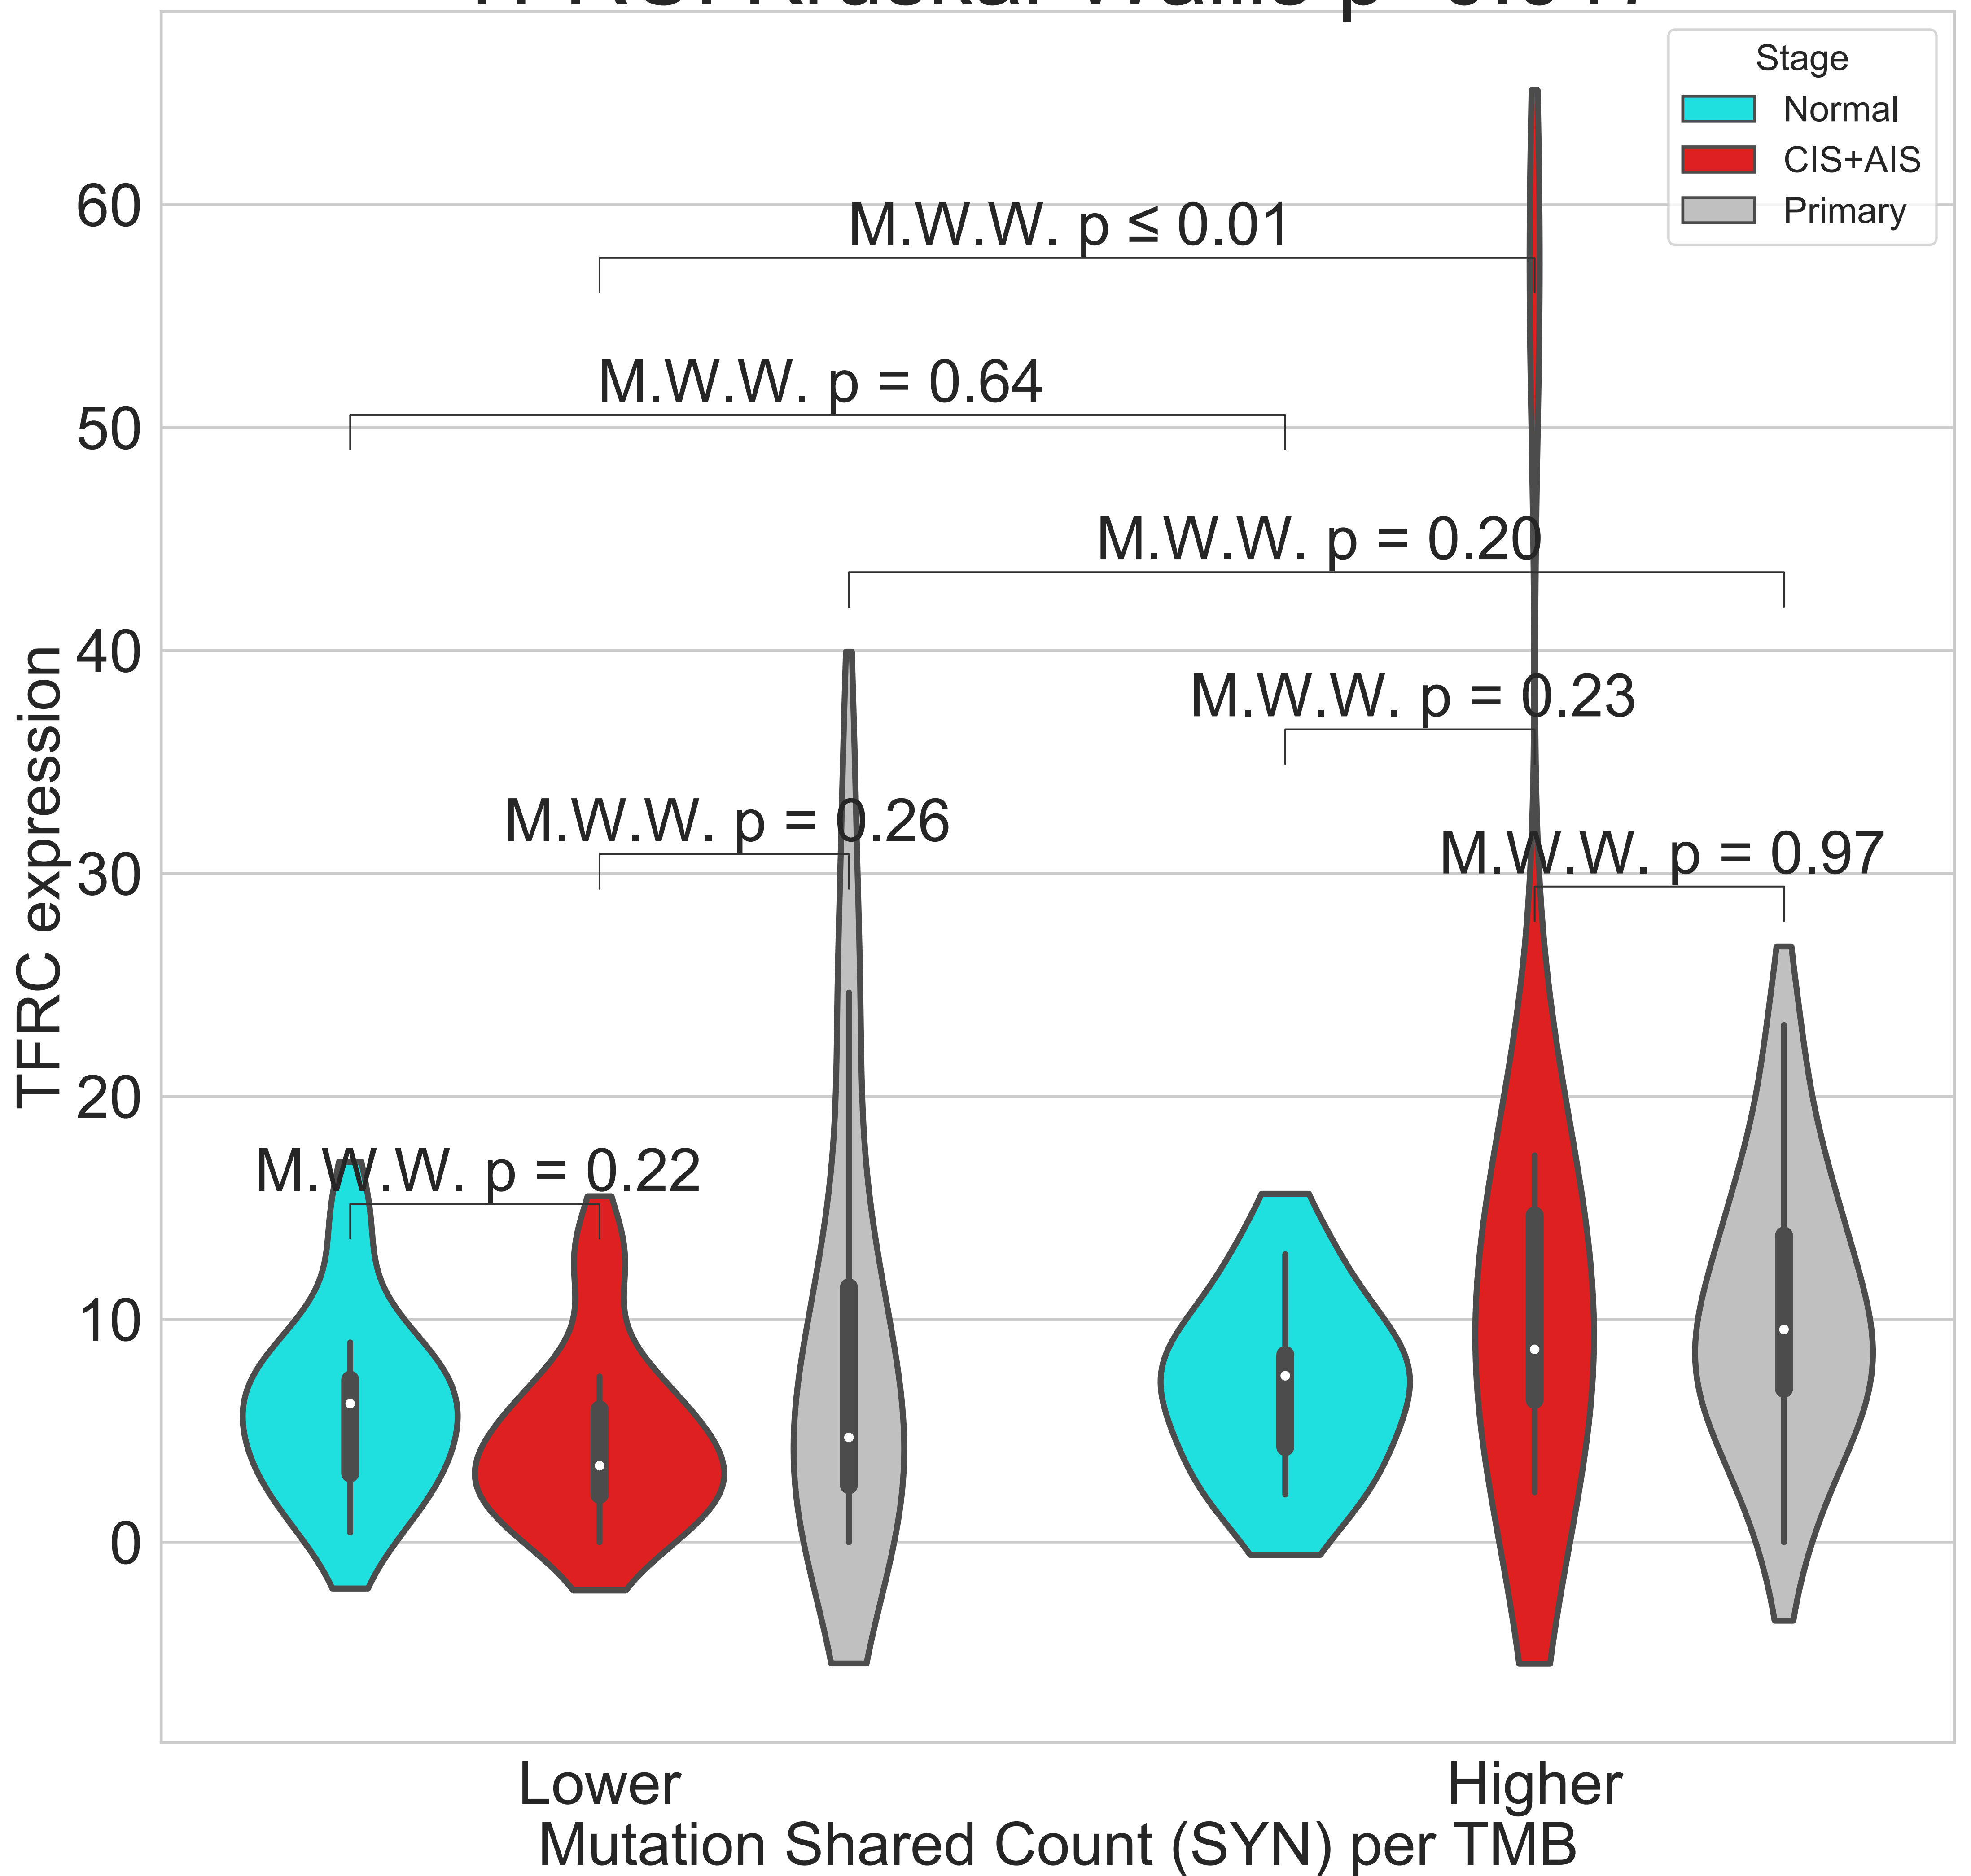 Stage
Normal
CIS+AIS
Primary
60
50
40
30
20
10
0
TFRC expression
M.W.W. p ≤ 0.01
M.W.W. p = 0.64
M.W.W. p = 0.20
M.W.W. p = 0.23
M.W.W. p = 0.26
M.W.W. p = 0.97
M.W.W. p = 0.22
Lower
Higher
Mutation Shared Count (SYN) per TMB